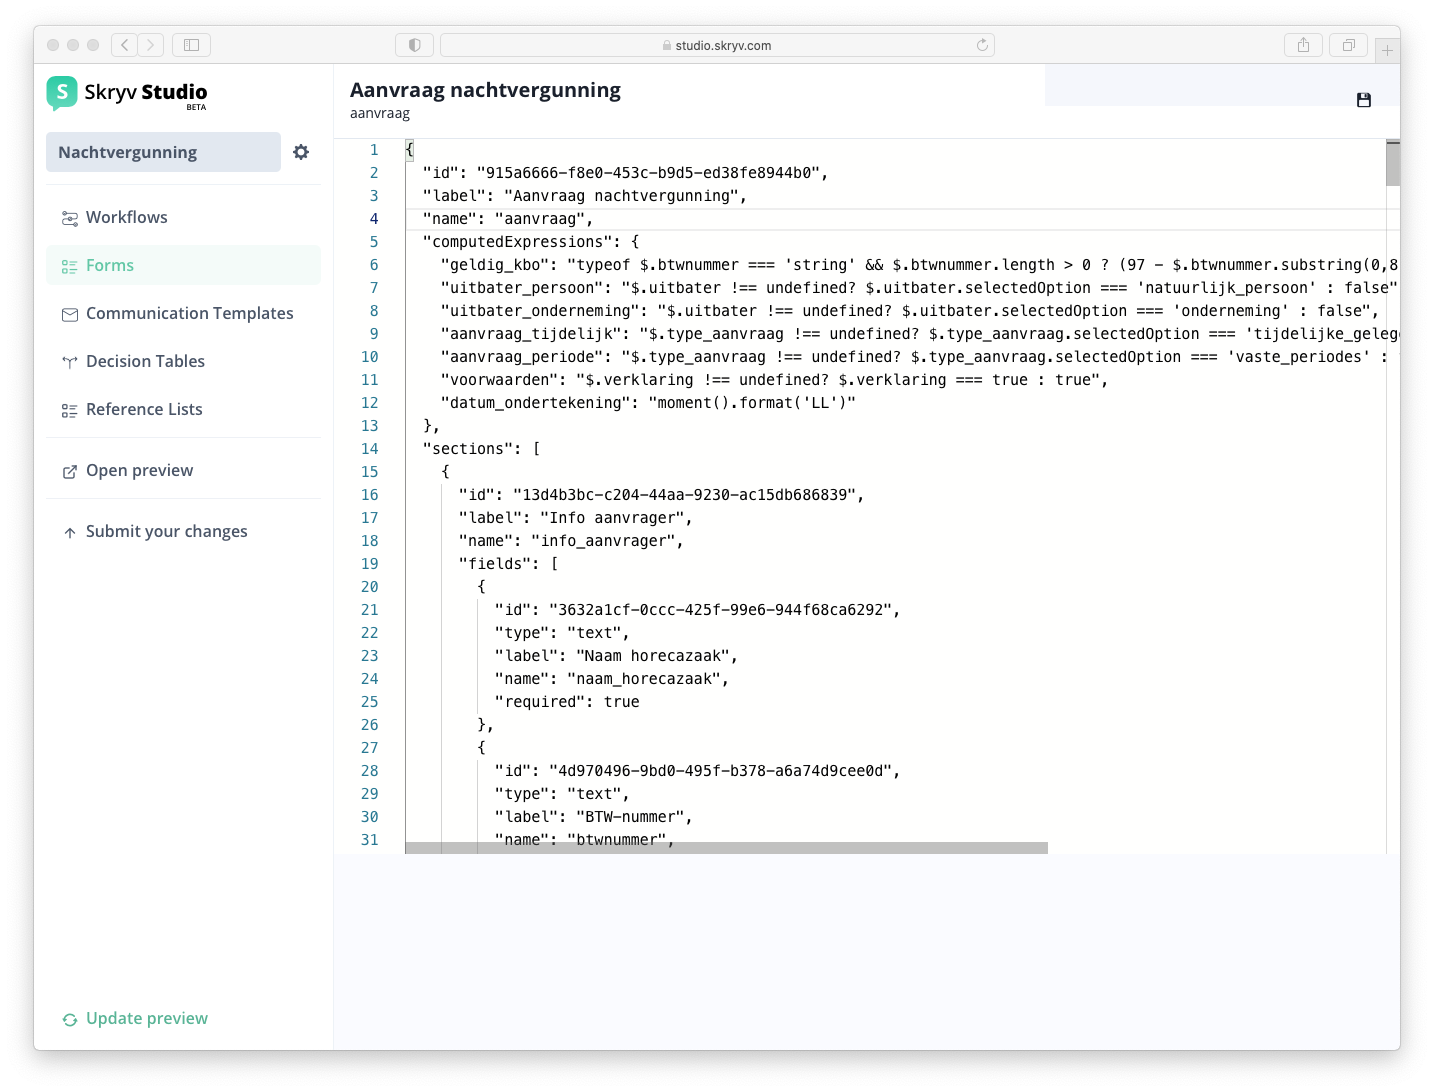 studio.skryv.com
S Skryv Studio
BETA
Nachtvergunning
Workflows
Forms
Communication Templates
Decision Tables
Reference Lists
Open preview
Submit your changes
Update preview
Aanvraag nachtvergunning
aanvraag
1 {
2 "id": "915a6666-f8e0-453c-b9d5-ed38fe8944b0",
3 "label": "Aanvraag nachtvergunning",
4 "name": "aanvraag",
5 "computedExpressions": {
6 "geldig_kbo": "typeof $.btwnummer === 'string' && $.btwnummer.length > 0 ? (97 - $.btwnummer.substring(0,8
7 "uitbater_persoon": "$.uitbater !== undefined? $.uitbater.selectedOption === 'natuurlijk_persoon' : false"
8 "uitbater_onderneming": "$.uitbater !== undefined? $.uitbater.selectedOption === 'onderneming' : false",
9 "aanvraag_tijdelijk": "$.type_aanvraag !== undefined? $.type_aanvraag.selectedOption === 'tijdelijke_geleg
10 "aanvraag_periode": "$.type_aanvraag !== undefined? $.type_aanvraag.selectedOption === 'vaste_periodes' :
11 "voorwaarden": "$.verklaring !== undefined? $.verklaring === true : true",
12 "datum_ondertekening": "moment().format('LL')"
13 },
14 "sections": [
15 {
16 "id": "13d4b3bc-c204-44aa-9230-ac15db686839",
17 "label": "Info aanvrager",
18 "name": "info_aanvrager",
19 "fields": [
20 {
21 "id": "3632a1cf-0ccc-425f-99e6-944f68ca6292",
22 "type": "text",
23 "label": "Naam horecazaak",
24 "name": "naam_horecazaak",
25 "required": true
26 },
27 {
28 "id": "4d970496-9bd0-495f-b378-a6a74d9cee0d",
29 "type": "text",
30 "label": "BTW-nummer",
31 "name": "btwnummer",